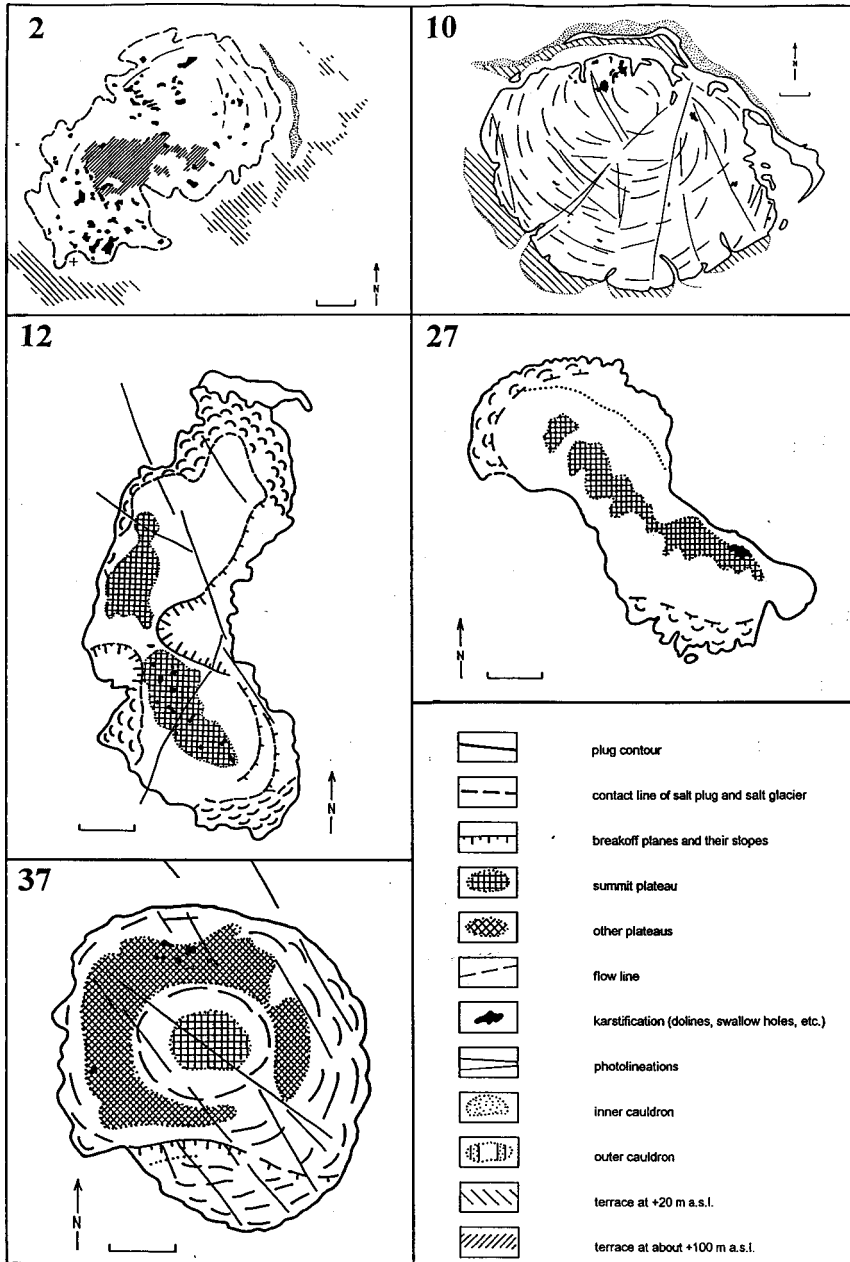 2
N
10
N
12
N
27
N
37
N
plug contour
contact line of salt plug and salt glacier
breakoff planes and their slopes
summit plateau
other plateaus
flow line
karstification (dolines, swallow holes, etc.)
photolineations
inner cauldron
outer cauldron
terrace at +20 m a.s.l.
terrace at about +100 m a.s.l.